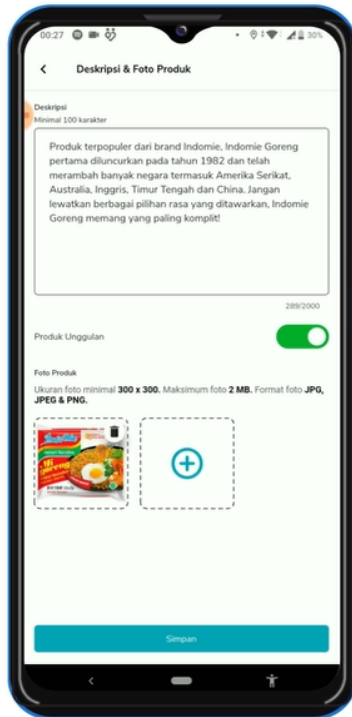 00:27
30%
Deskripsi & Foto Produk
Deskripsi
Minimal 100 karakter
Produk terpopuler dari brand Indomie, Indomie Goreng
pertama diluncurkan pada tahun 1982 dan telah
merambah banyak negara termasuk Amerika Serikat,
Australia, Inggris, Timur Tengah dan China. Jangan
lewatkan berbagai pilihan rasa yang ditawarkan, Indomie
Goreng memang yang paling komplit!
289/2000
Produk Unggulan
Foto Produk
Ukuran foto minimal 300 x 300. Maksimum foto 2 MB. Format foto JPG,
JPEG & PNG.
Indomie
Mi
goreng
Simpan